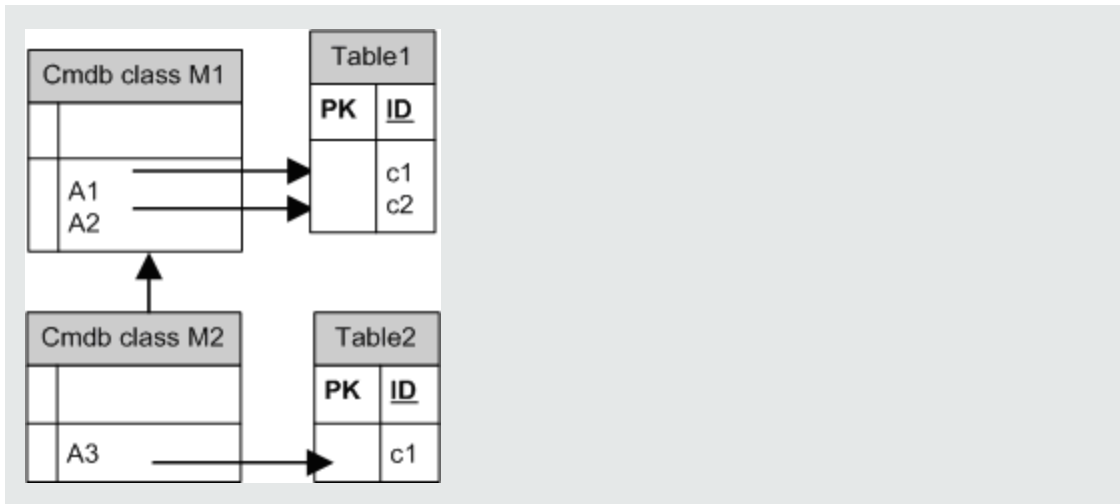 Cmdb class M1
A1
A2
Table1
PK ID
c1
c2
Cmdb class M2
A3
Table2
PK ID
c1